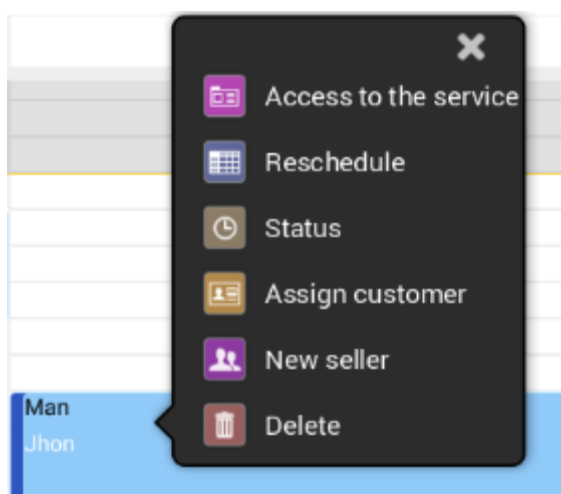 Access to the service
Reschedule
Status
Assign customer
New seller
Delete
Man
Jhon